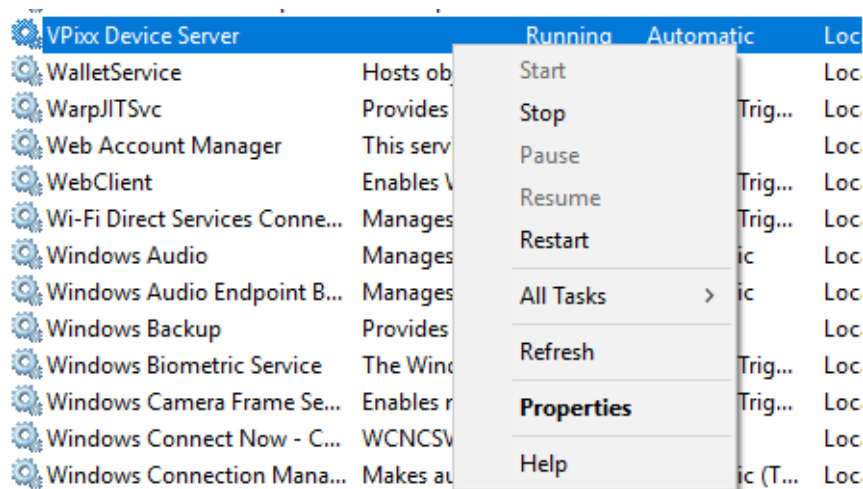 VPixx Device Server Running Automatic Loc
WalletService Hosts obj Start Loc
WarpJITSvc Provides Stop Trig... Loc
Web Account Manager This serv Pause Loc
WebClient Enables Resume Trig... Loc
Wi-Fi Direct Services Conne... Manages Trig... Loc
Windows Audio Manages Restart ic Loc
Windows Audio Endpoint B... Manages All Tasks > ic Loc
Windows Backup Provides Loc
Windows Biometric Service The Wind Refresh Trig... Loc
Windows Camera Frame Se... Enables Properties Trig... Loc
Windows Connect Now - C... WCNCSV Loc
Windows Connection Mana... Makes au Help ic (T... Loc